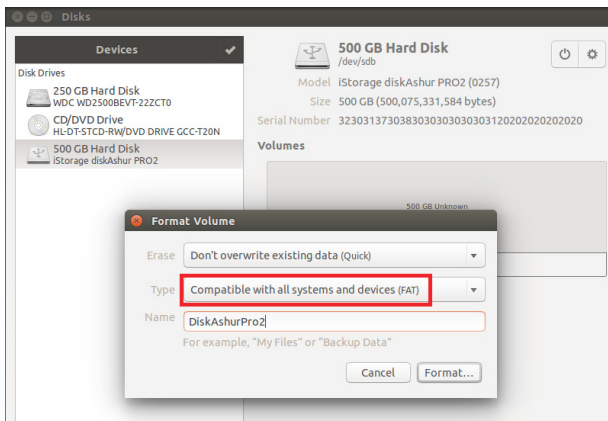 Disks
Devices
Disk Drives
250 GB Hard Disk
WDC WD2500BEVT-22ZCT0
CD/DVD Drive
HL-DT-STCD-RW/DVD DRIVE GCC-T20N
500 GB Hard Disk
iStorage diskAshur PRO2
500 GB Hard Disk
/dev/sdb
Model iStorage diskAshur PRO2 (0257)
Size 500 GB (500,075,331,584 bytes)
Serial Number 32303137303830303030303031202020202020
Volumes
500 GB Unknown
Format Volume
Erase Don't overwrite existing data (Quick)
Type Compatible with all systems and devices (FAT)
Name DiskAshurPro2
For example, "My Files" or "Backup Data"
Cancel Format...